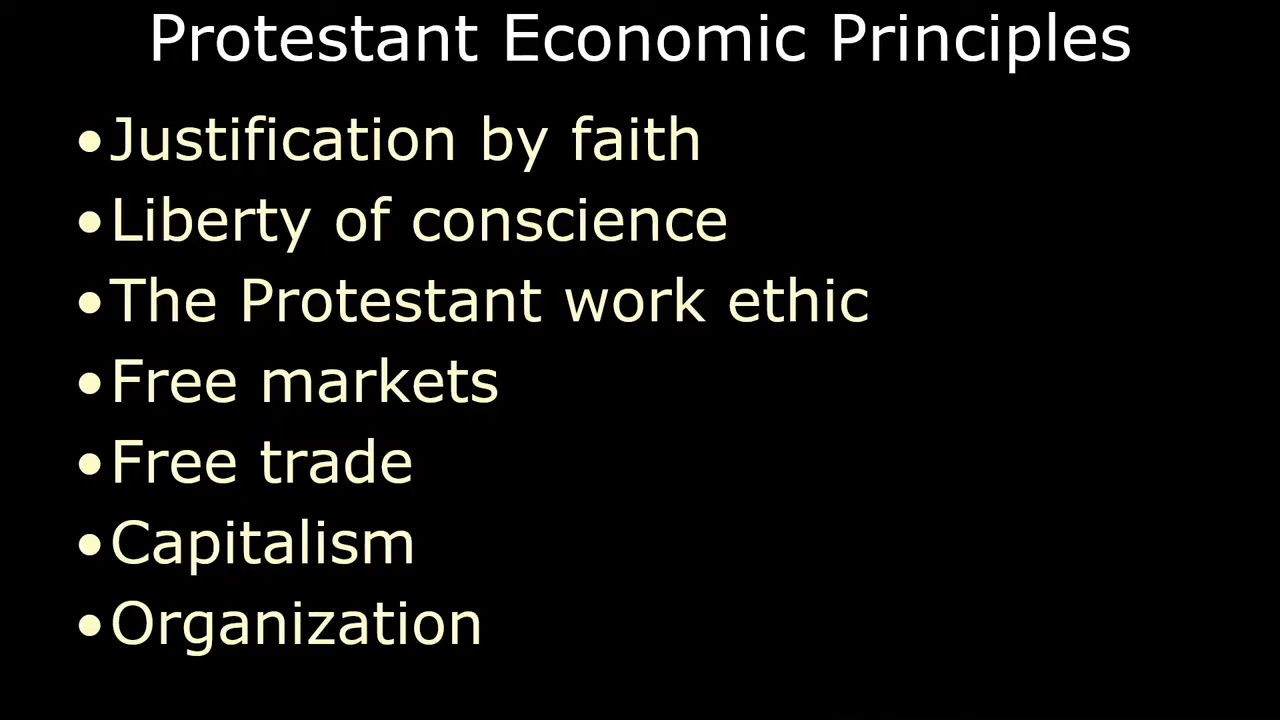 Protestant Economic Principles
•Justification by faith
•Liberty of conscience
•The Protestant work ethic
•Free markets
•Free trade
•Capitalism
•Organization